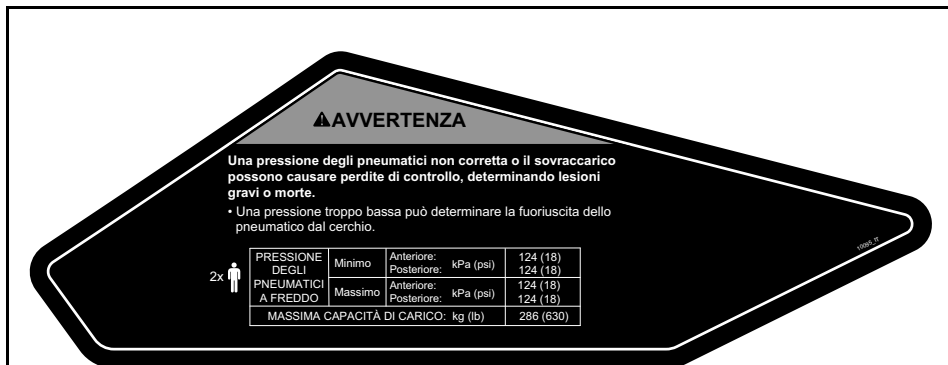 ⚠AVVERTENZA
Una pressione degli pneumatici non corretta o il sovraccarico
possono causare perdite di controllo, determinando lesioni
gravi o morte.
• Una pressione troppo bassa può determinare la fuoriuscita dello
pneumatico dal cerchio.
2x
PRESSIONE DEGLI PNEUMATICI A FREDDO
Minimo Anteriore: Posteriore: kPa (psi) 124 (18) 124 (18)
Massimo Anteriore: Posteriore: kPa (psi) 124 (18) 124 (18)
MASSIMA CAPACITÀ DI CARICO: kg (lb) 286 (630)